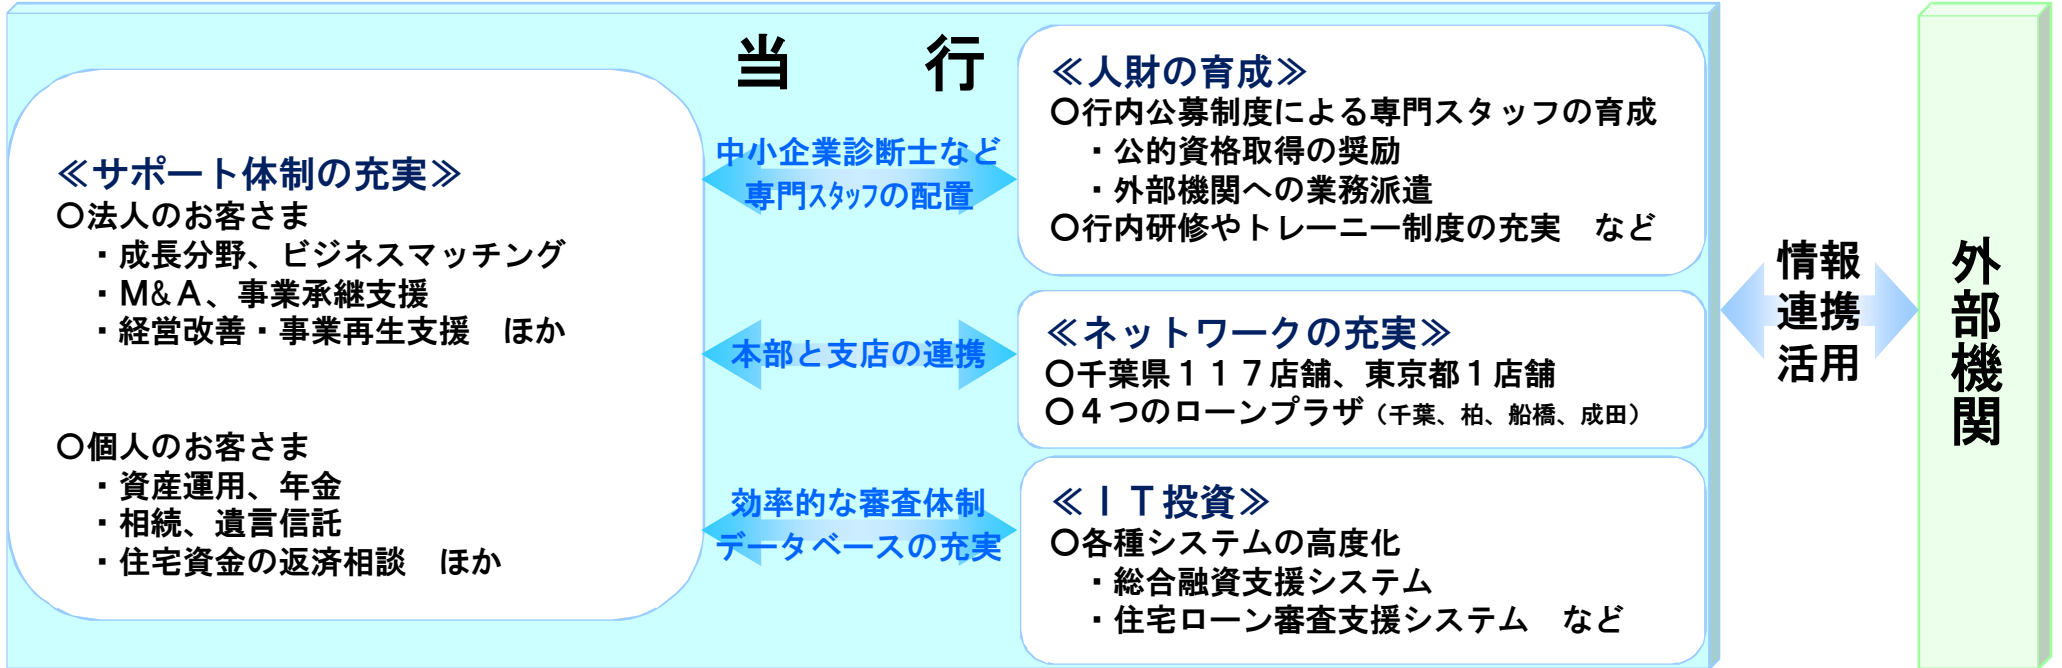 当　行
≪サポート体制の充実≫
〇法人のお客さま
・成長分野、ビジネスマッチング
・M&A、事業承継支援
・経営改善・事業再生支援　ほか
〇個人のお客さま
・資産運用、年金
・相続、遺言信託
・住宅資金の返済相談　ほか
中小企業診断士など
専門ｽﾀｯﾌの配置
本部と支店の連携
効率的な審査体制
データベースの充実
≪人財の育成≫
〇行内公募制度による専門スタッフの育成
・公的資格取得の奨励
・外部機関への業務派遣
〇行内研修やトレーニー制度の充実　など
≪ネットワークの充実≫
〇千葉県１１７店舗、東京都１店舗
〇４つのローンプラザ（千葉、柏、船橋、成田）
≪ＩＴ投資≫
〇各種システムの高度化
・総合融資支援システム
・住宅ローン審査支援システム　など
情報
連携
活用
外部機関